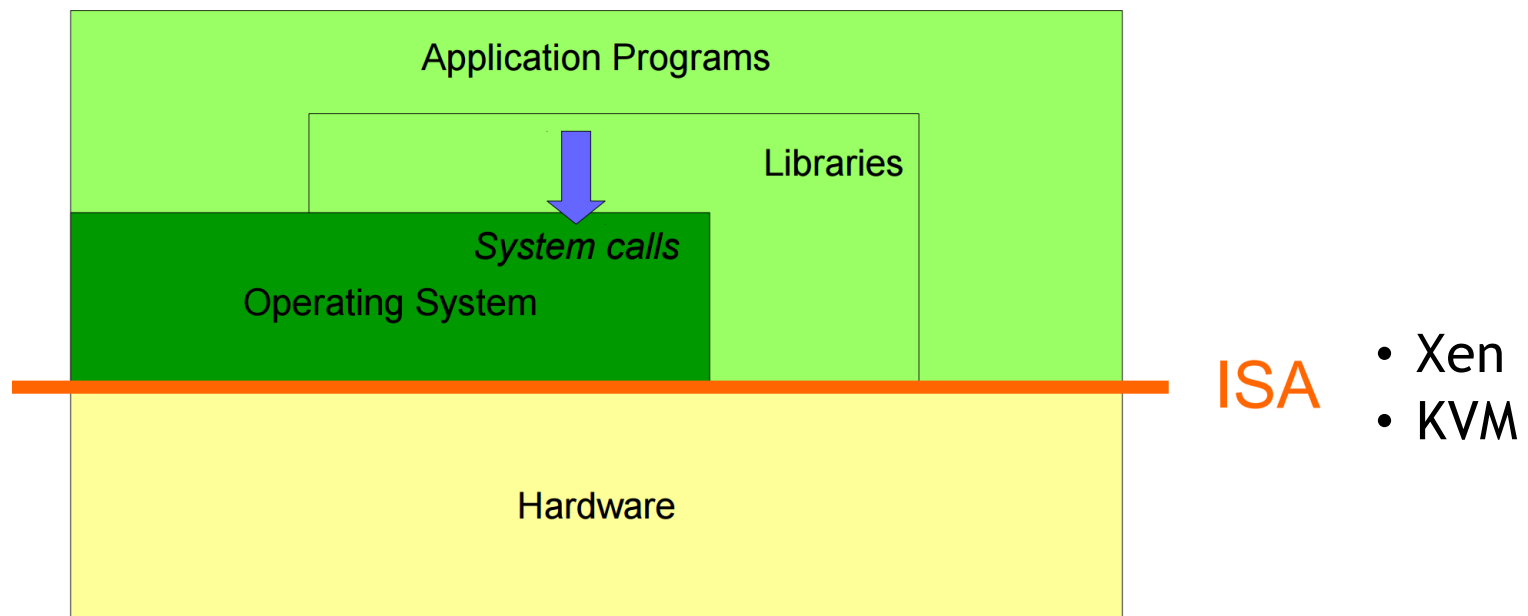 Application Programs
Libraries
System calls
Operating System
ISA
• Xen
• KVM
Hardware